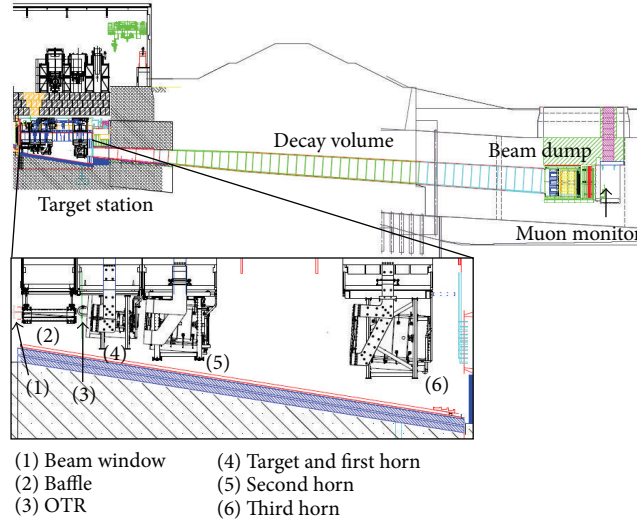 Decay volume
Beam dump
Target station
Muon monitor
(2)
(4)
(5)
(6)
(1)
(3)
(1) Beam window
(2) Baffle
(3) OTR
(4) Target and first horn
(5) Second horn
(6) Third horn